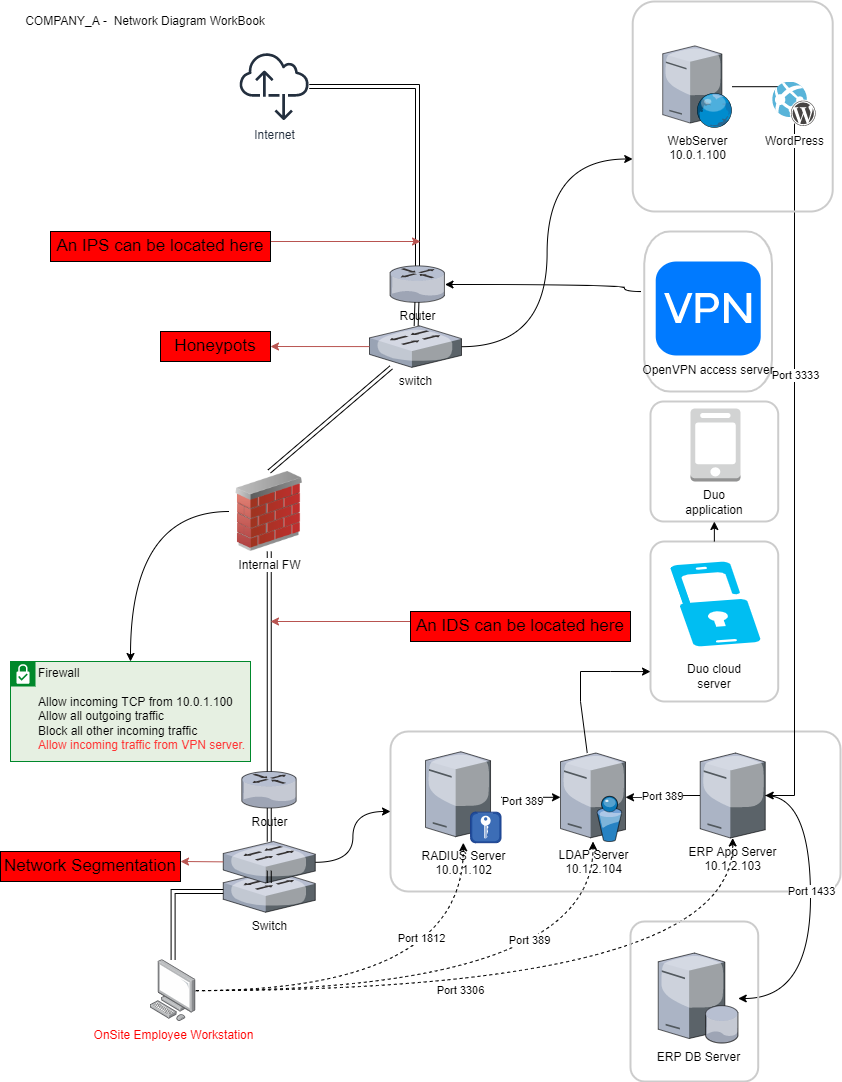 COMPANY_A - Network Diagram WorkBook
Internet
WebServer
10.0.1.100
WordPress
An IPS can be located here
Router
VPN
OpenVPN access server
Port 3333
Honeypots
switch
Duo
application
Internal FW
An IDS can be located here
Duo cloud
server
Firewall
Allow incoming TCP from 10.0.1.100
Allow all outgoing traffic
Block all other incoming traffic
Allow incoming traffic from VPN server.
Router
Port 389
Port 389
RADIUS Server
10.0.1.102
LDAP Server
10.1.2.104
ERP App Server
10.1.2.103
Network Segmentation
Port 1433
Switch
Port 1812
Port 389
Port 3306
OnSite Employee Workstation
ERP DB Server